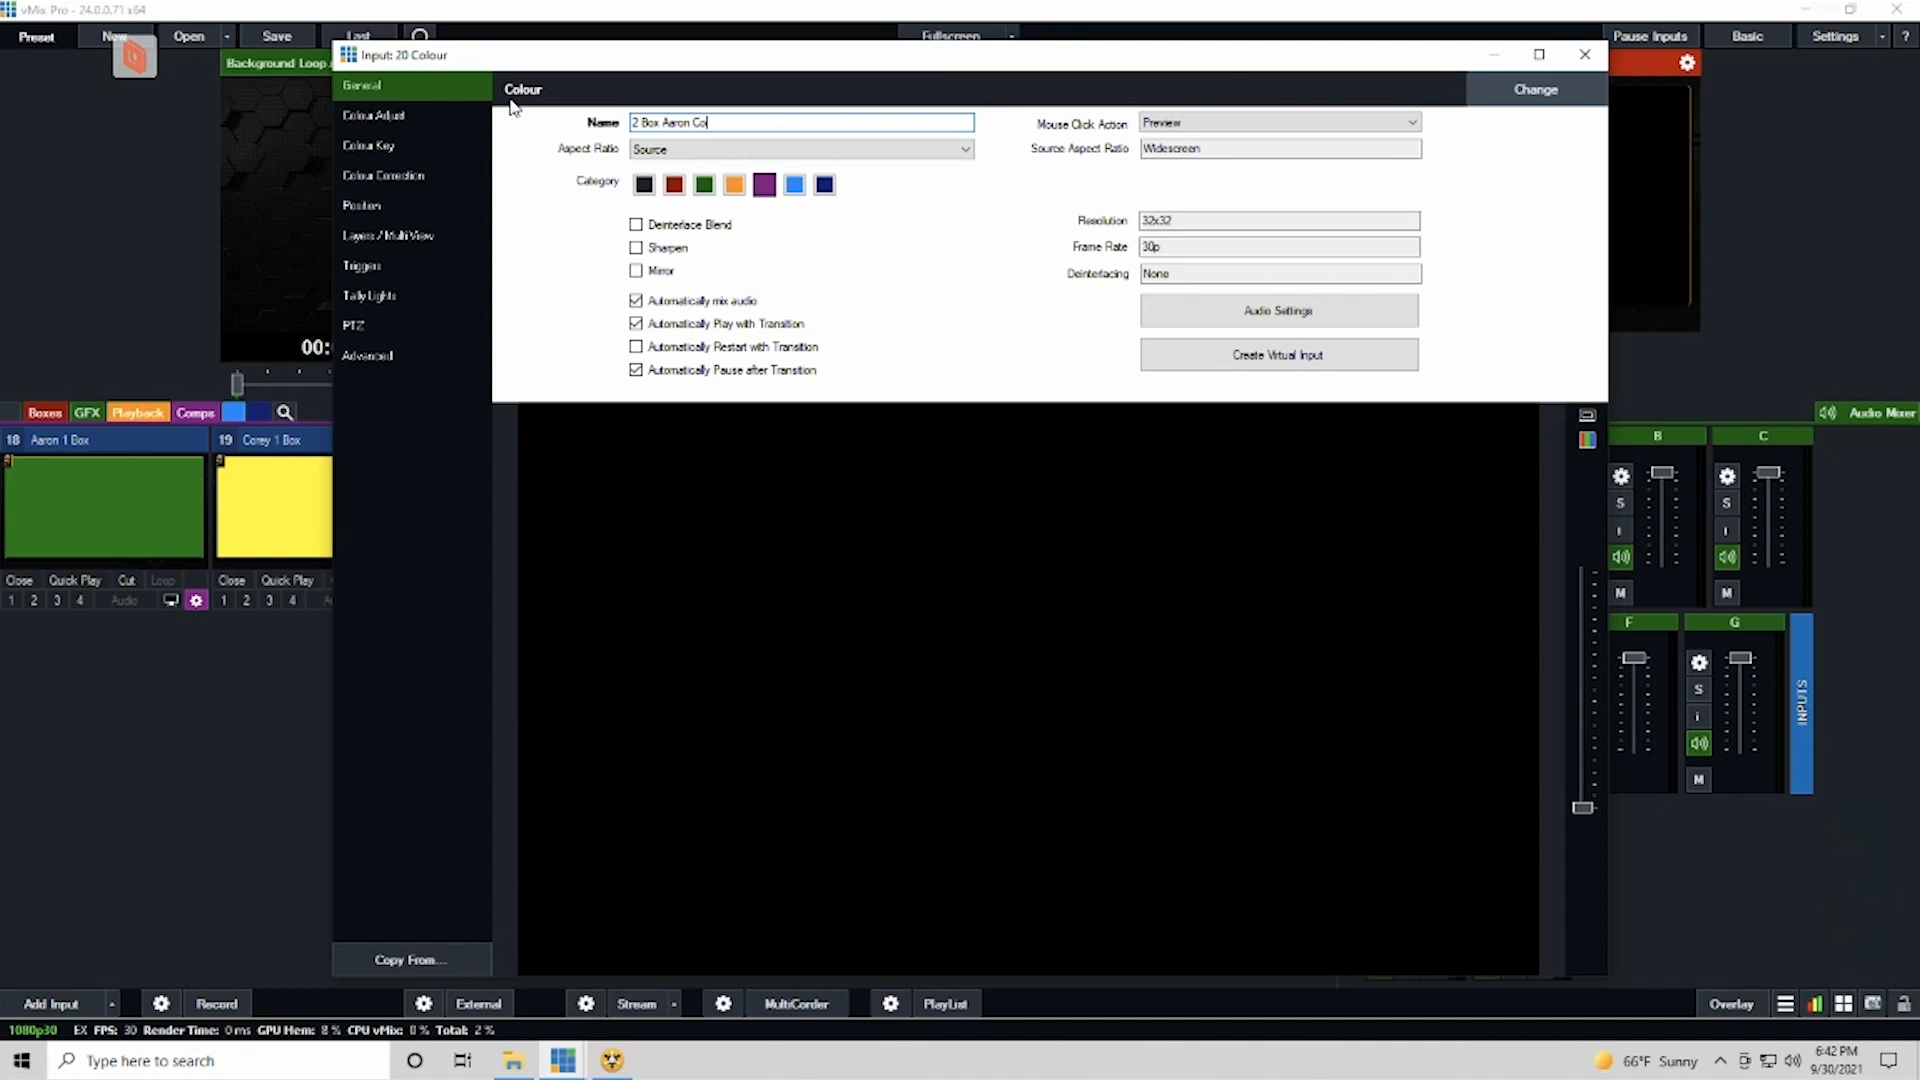 vMix Pro - 24.0.0.71 x64
Preset
New
Open
Save
Last
Fullscreen
Pause Inputs
Basic
Settings
?
Background Loop
Input: 20 Colour
General
Colour Adjust
Colour Key
Colour Correction
Position
Layers / MultiView
Triggers
Tally Lights
PTZ
Advanced
Copy From...
Colour
Change
Name
2 Box Aaron Co
Mouse Click Action
Preview
Aspect Ratio
Source
Source Aspect Ratio
Widescreen
Category
Deinterlace Blend
Sharpen
Mirror
Automatically mix audio
Automatically Play with Transition
Automatically Restart with Transition
Automatically Pause after Transition
Resolution
32x32
Frame Rate
30p
Deinterlacing
None
Audio Settings
Create Virtual Input
00:
Boxes
GFX
Playback
Comps
18 Aaron 1 Box
19 Corey 1 Box
Close
Quick Play
Cut
Loop
Close
Quick Play
1 2 3 4 Audio
1 2 3 4
Audio Mixer
B
C
S
S
M
M
F
G
S
i
M
INPUTS
Add Input
Record
External
Stream
MultiCorder
PlayList
Overlay
1080p30 EX FPS: 30 Render Time: 0 ms GPU Mem: 8 % CPU vMix: 0 % Total: 2 %
Type here to search
66°F Sunny
6:42 PM
9/30/2021